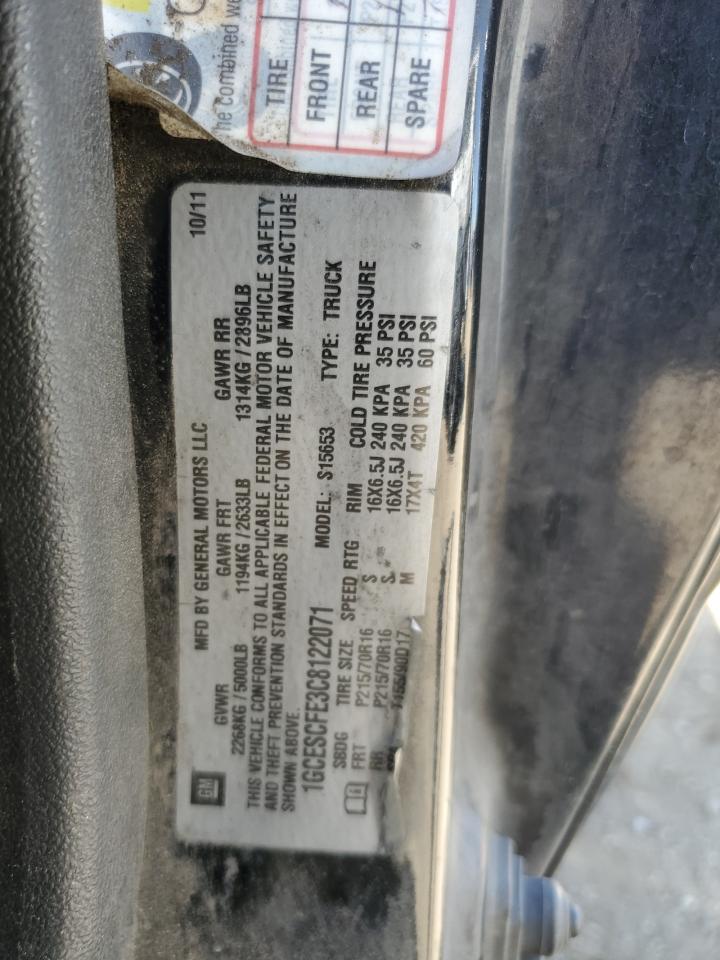 The combined we
TIRE
FRONT
REAR
SPARE
MFD BY GENERAL MOTORS LLC 10/11
GVWR GAWR FRT GAWR RR
2268KG/5000LB 1194KG/2633LB 1314KG/2896LB
THIS VEHICLE CONFORMS TO ALL APPLICABLE FEDERAL MOTOR VEHICLE SAFETY
AND THEFT PREVENTION STANDARDS IN EFFECT ON THE DATE OF MANUFACTURE
SHOWN ABOVE.
GM
1GCESCFE3C8122071 MODEL: S15653 TYPE: TRUCK
SBDG TIRE SIZE SPEED RTG RIM COLD TIRE PRESSURE
FRT P215/70R16 S 16X6.5J 240 KPA 35 PSI
RR P215/70R16 S 16X6.5J 240 KPA 35 PSI
T155/90D17 M 17X4T 420 KPA 60 PSI